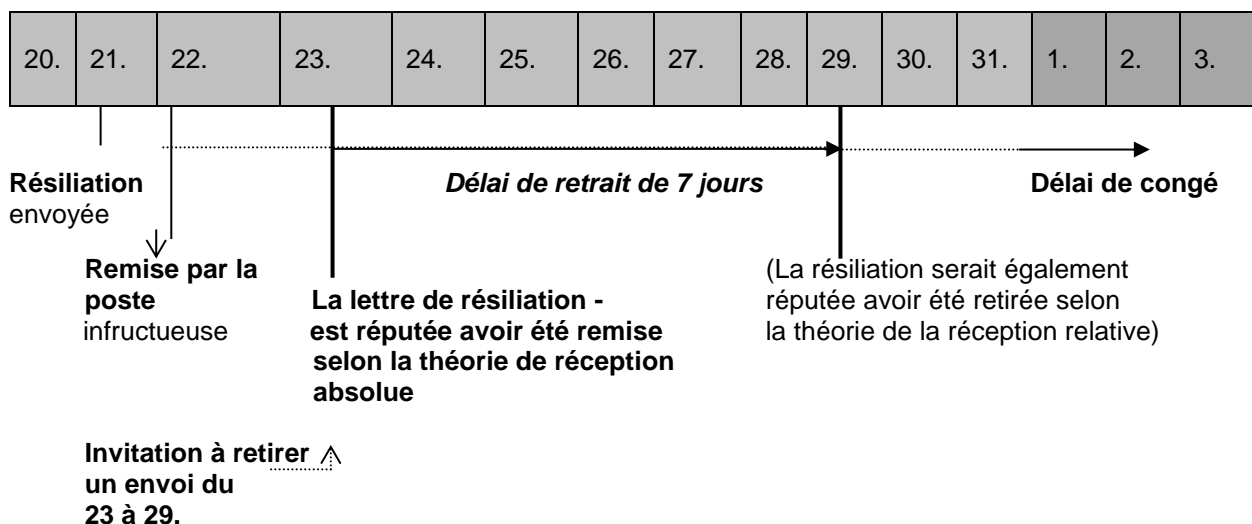 20. 21. 22. 23. 24. 25. 26. 27. 28. 29. 30. 31. 1. 2. 3.
Résiliation
envoyée
Délai de retrait de 7 jours
Délai de congé
Remise par la
poste
infructueuse
La lettre de résiliation -
est réputée avoir été remise
selon la théorie de réception
absolue
(La résiliation serait également
réputée avoir été retirée selon
la théorie de la réception relative)
Invitation à retirer
un envoi du
23 à 29.